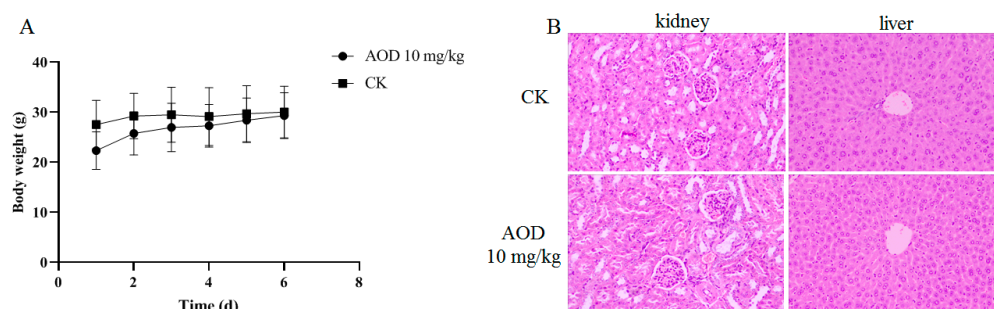 A
AOD 10 mg/kg
CK
40
30
20
10
0
Body weight (g)
0
2
4
6
8
Time (d)
B
kidney
liver
CK
AOD
10 mg/kg